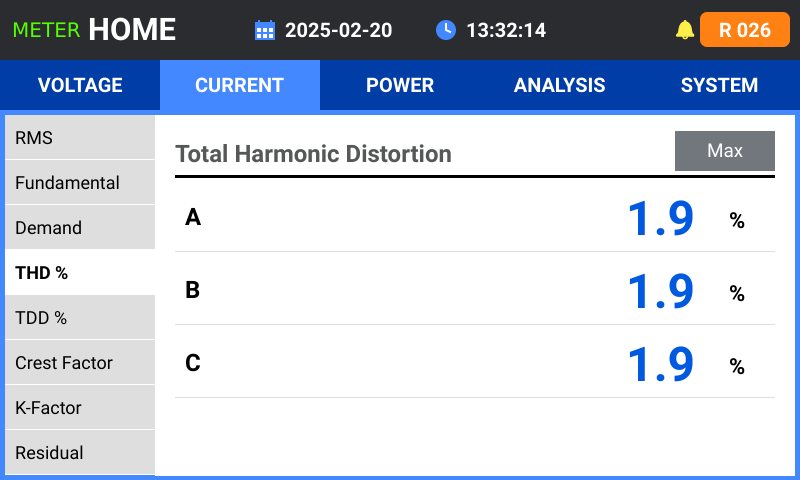 METER HOME 2025-02-20 13:32:14 R 026
VOLTAGE CURRENT POWER ANALYSIS SYSTEM
RMS
Fundamental
Demand
THD %
TDD %
Crest Factor
K-Factor
Residual
Total Harmonic Distortion Max
A 1.9 %
B 1.9 %
C 1.9 %